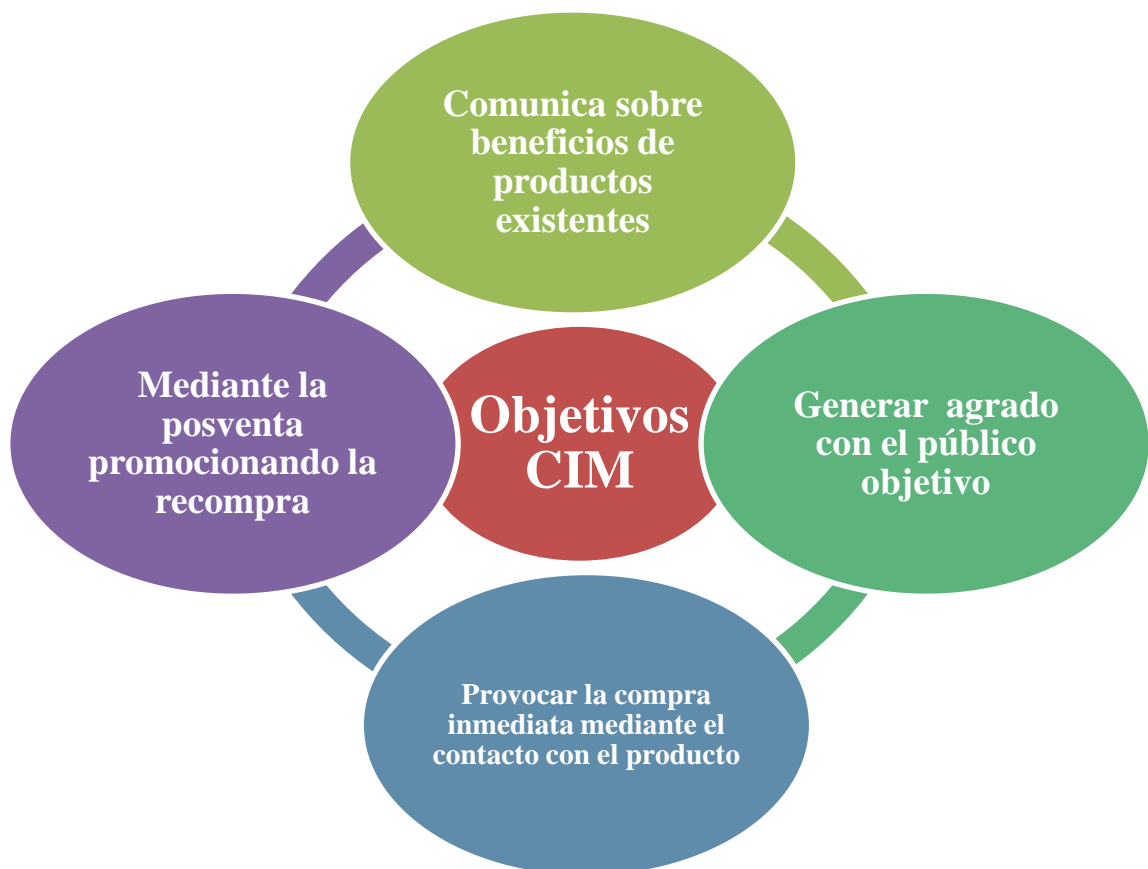 Comunica sobre
beneficios de
productos
existentes
Mediante la
posventa
promocionando la
recompra
Objetivos
CIM
Generar agrado
con el público
objetivo
Provocar la compra
inmediata mediante el
contacto con el producto